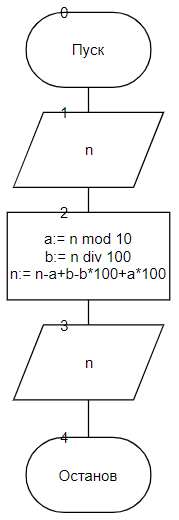 0
Пуск
1
n
2
a:= n mod 10
b:= n div 100
n:= n-a+b-b*100+a*100
3
n
4
Останов